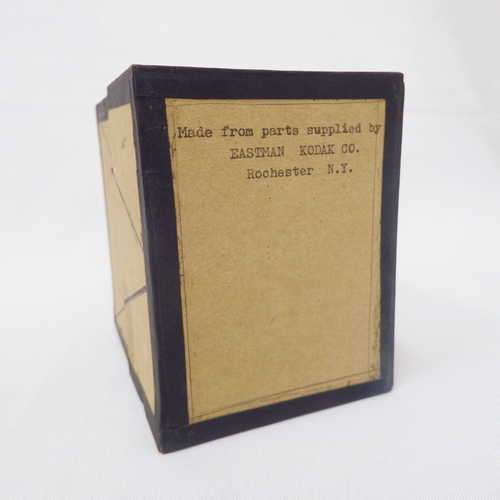 Made from parts supplied by
EASTMAN KODAK CO.
Rochester N.Y.